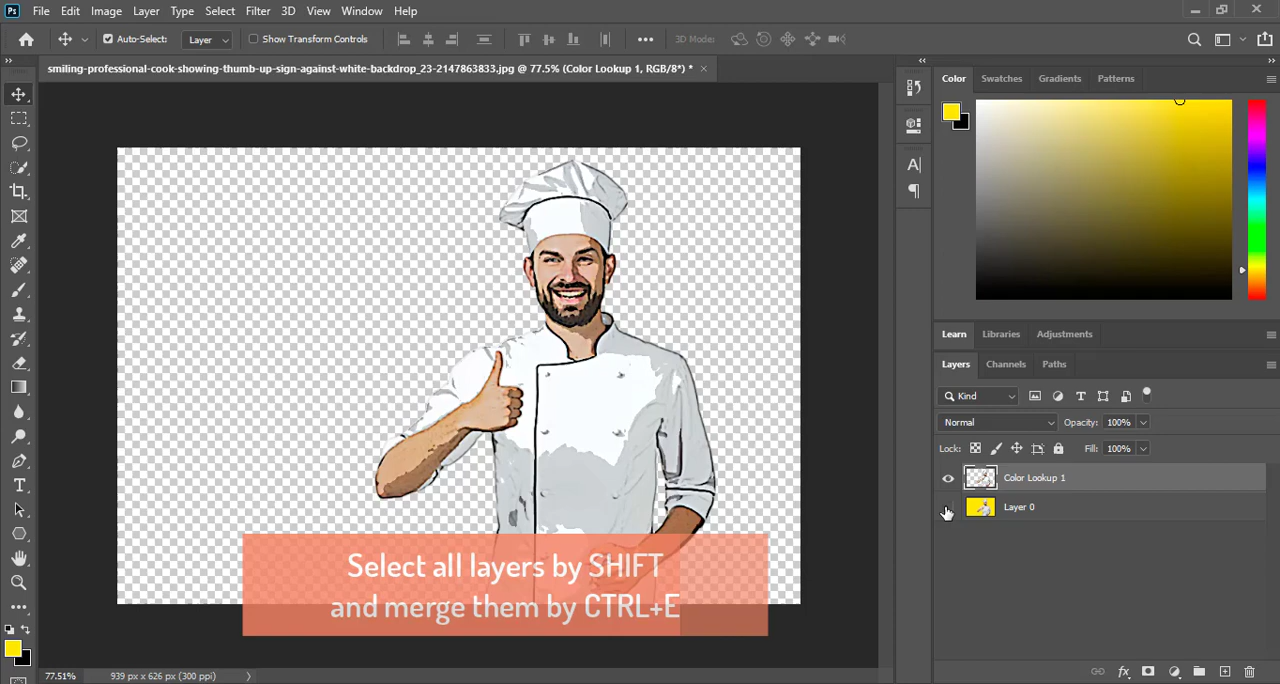 Ps File Edit Image Layer Type Select Filter 3D View Window Help
Auto-Select: Layer Show Transform Controls 3D Mode:
smiling-professional-cook-showing-thumb-up-sign-against-white-backdrop_23-2147863833.jpg @ 77.5% (Color Lookup 1, RGB/8*) *
Color Swatches Gradients Patterns
Learn Libraries Adjustments
Layers Channels Paths
Kind
Normal Opacity: 100%
Lock: Fill: 100%
Color Lookup 1
Layer 0
Select all layers by SHIFT
and merge them by CTRL+E
77.51% 939 px x 626 px (300 ppi)